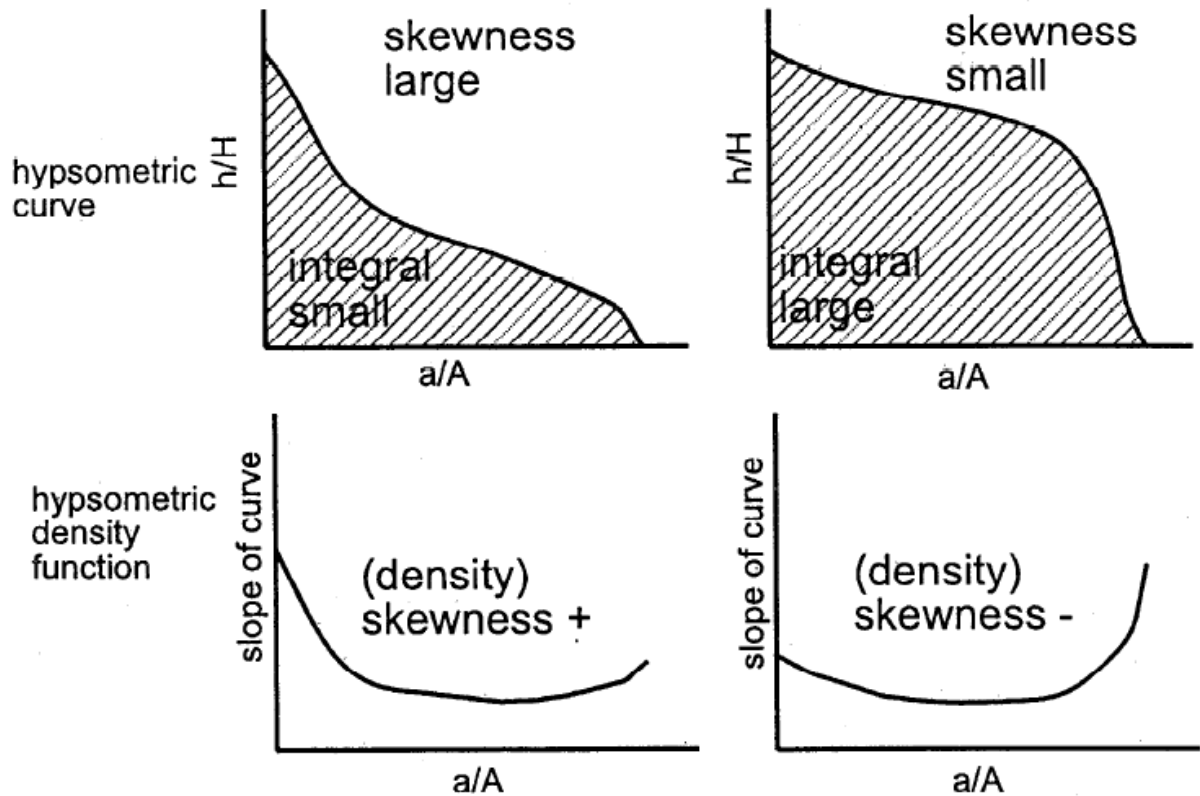 skewness
large
hypsometric
curve
h/H
integral
small
a/A
skewness
small
h/H
integral
large
a/A
hypsometric
density
function
slope of curve
(density)
skewness +
a/A
slope of curve
(density)
skewness -
a/A